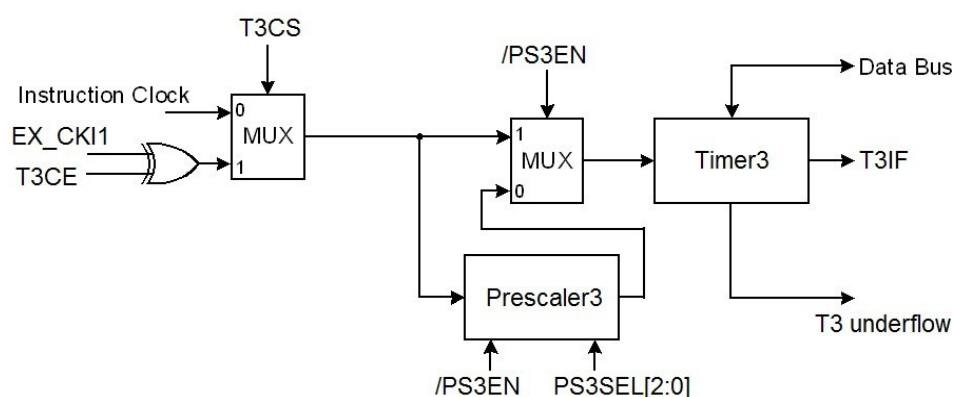 T3CS
/PS3EN
Data Bus
Instruction Clock
0
MUX
EX_CKI1
1
T3CE
1
MUX
0
Timer3
T3IF
Prescaler3
T3 underflow
/PS3EN
PS3SEL[2:0]